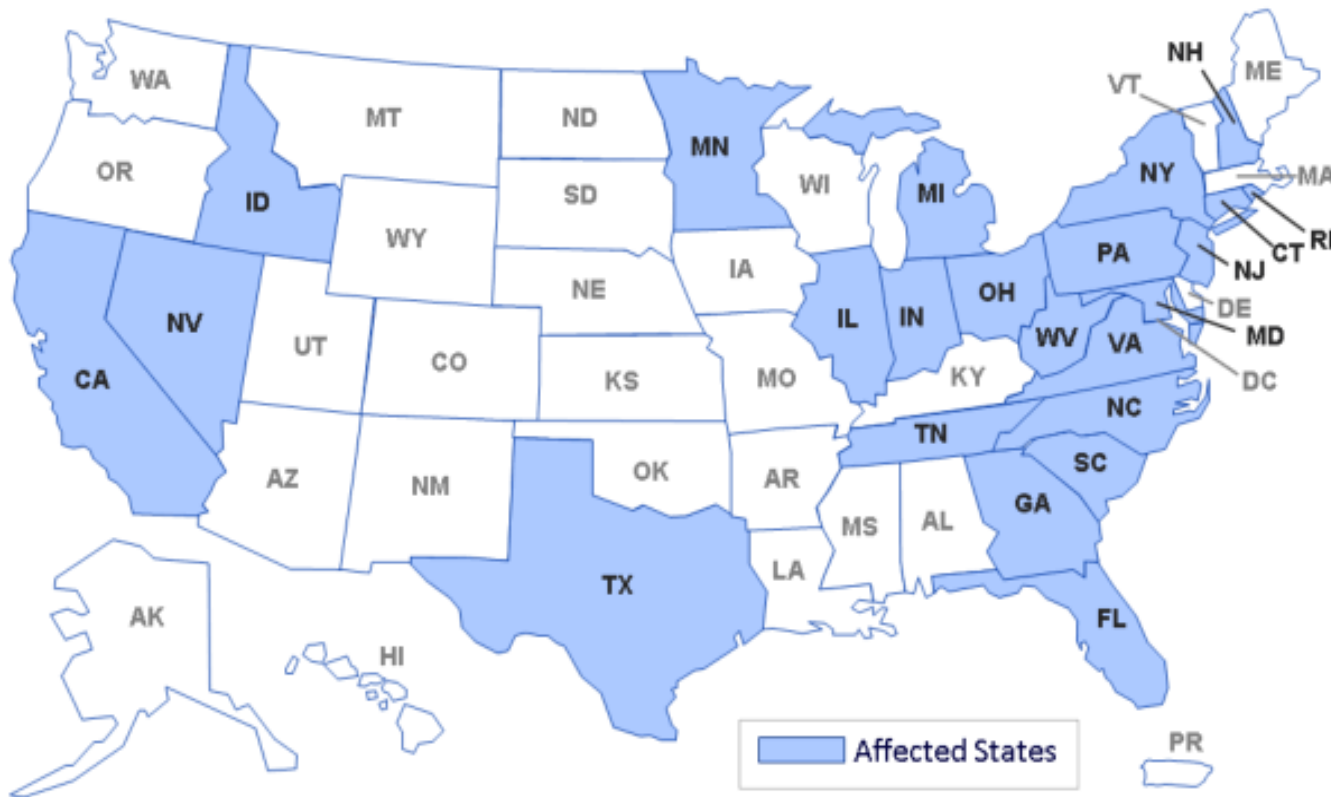 NH
ME
WA
VT
MT
ND
MN
OR
NY
WI
MA
ID
SD
MI
RI
WY
CT
PA
NJ
IA
NE
OH
DE
NV
IL
IN
MD
WV
UT
VA
CO
CA
KS
MO
KY
DC
NC
TN
SC
OK
AR
AZ
NM
GA
MS
AL
LA
TX
AK
FL
HI
PR
Affected States